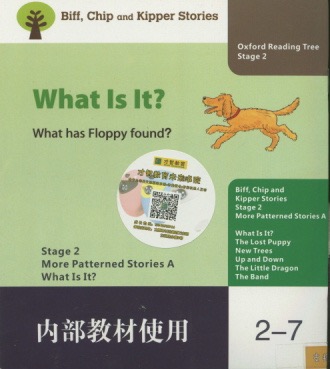 Biff, Chip and Kipper Stories
Oxford Reading Tree
Stage 2
What Is It?
What has Floppy found?
Biff, Chip and
Kipper Stories
Stage 2
More Patterned Stories A
What Is It?
The Lost Puppy
New Trees
Up and Down
The Little Dragon
The Band
Stage 2
More Patterned Stories A
What Is It?
内部教材使用
2-7